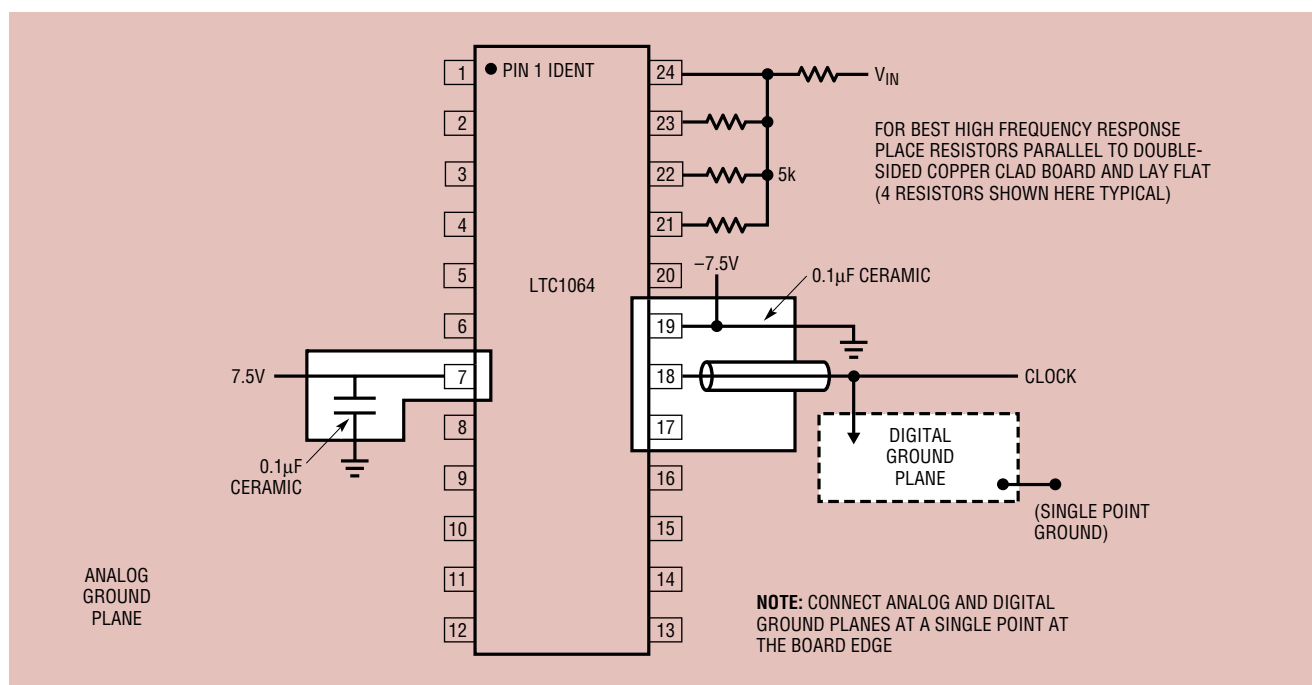 1
2
3
4
5
6
7
8
9
10
11
12
● PIN 1 IDENT
LTC1064
24
23
22
21
20
19
18
17
16
15
14
13
V_IN
5k
FOR BEST HIGH FREQUENCY RESPONSE
PLACE RESISTORS PARALLEL TO DOUBLE-
SIDED COPPER CLAD BOARD AND LAY FLAT
(4 RESISTORS SHOWN HERE TYPICAL)
–7.5V
0.1µF CERAMIC
7.5V
0.1µF
CERAMIC
CLOCK
DIGITAL
GROUND
PLANE
(SINGLE POINT
GROUND)
ANALOG
GROUND
PLANE
NOTE: CONNECT ANALOG AND DIGITAL
GROUND PLANES AT A SINGLE POINT AT
THE BOARD EDGE